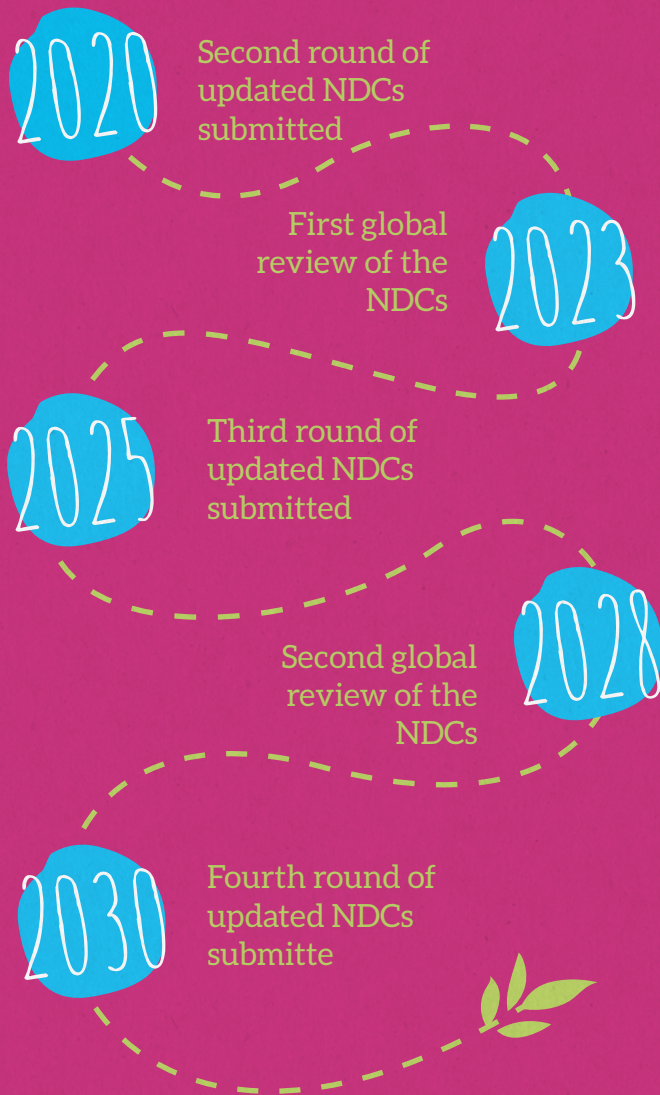 2020
Second round of
updated NDCs
submitted
First global
review of the
NDCs
2023
2025
Third round of
updated NDCs
submitted
Second global
review of the
NDCs
2028
2030
Fourth round of
updated NDCs
submitte